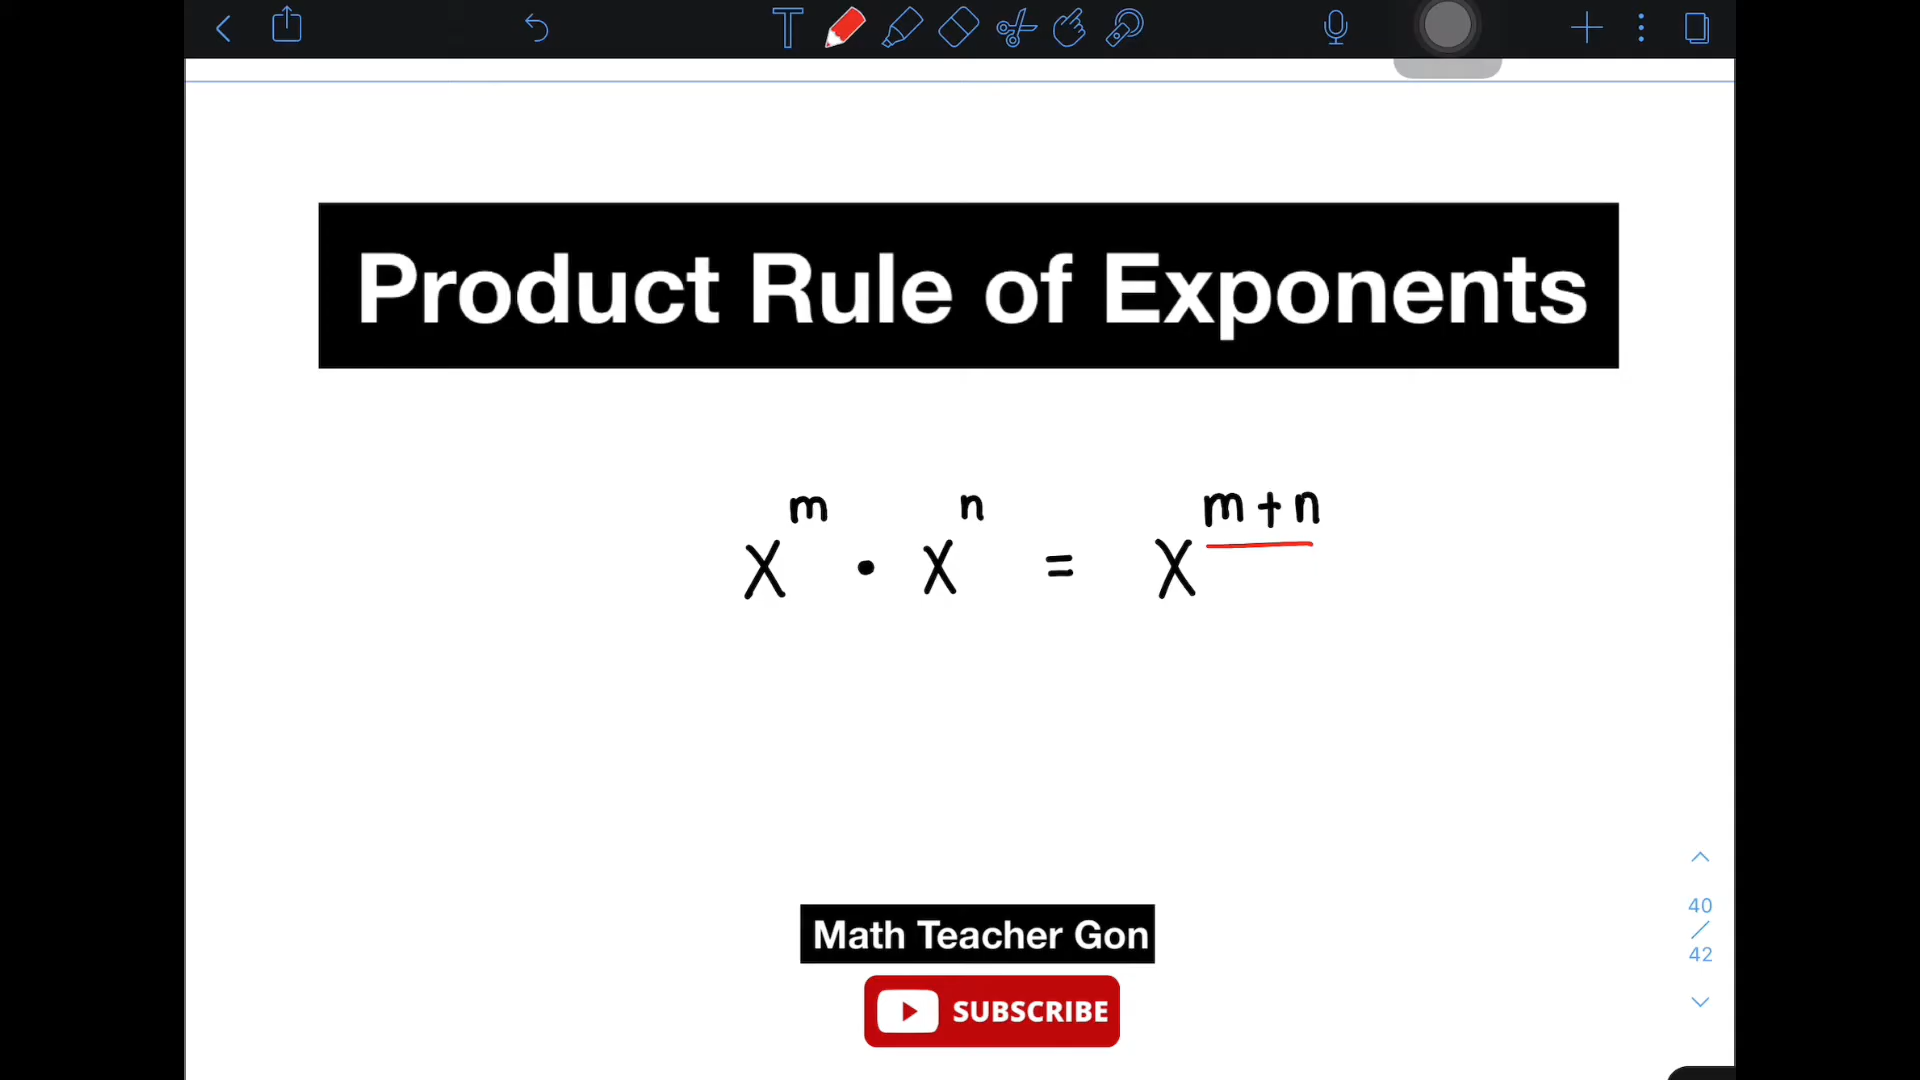 Product Rule of Exponents
x^m • x^n = x^{m+n}
40
/
42
Math Teacher Gon
SUBSCRIBE